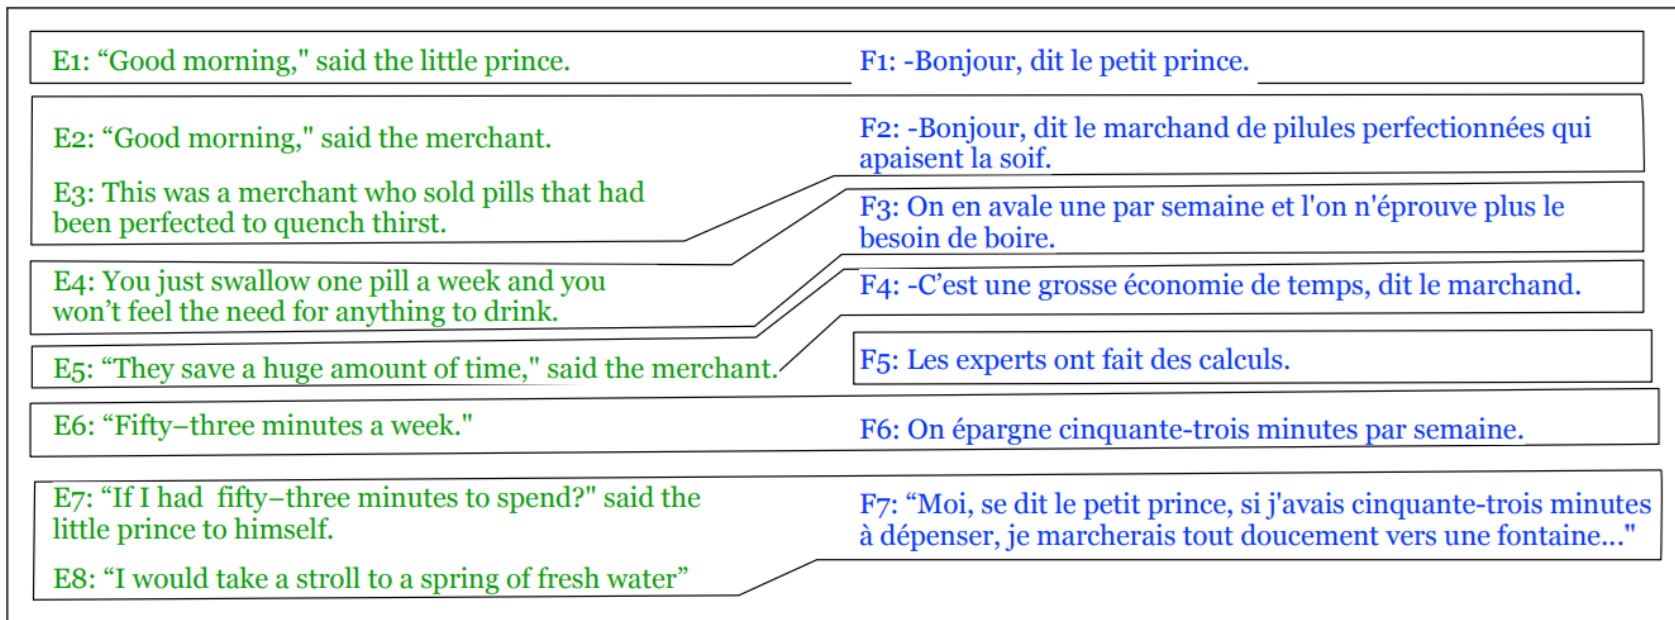 E1: “Good morning," said the little prince.
F1: -Bonjour, dit le petit prince.
E2: “Good morning," said the merchant.
F2: -Bonjour, dit le marchand de pilules perfectionnées qui
apaisent la soif.
E3: This was a merchant who sold pills that had
been perfected to quench thirst.
F3: On en avale une par semaine et l'on n'éprouve plus le
besoin de boire.
E4: You just swallow one pill a week and you
won’t feel the need for anything to drink.
F4: -C’est une grosse économie de temps, dit le marchand.
E5: “They save a huge amount of time," said the merchant.
F5: Les experts ont fait des calculs.
E6: “Fifty–three minutes a week."
F6: On épargne cinquante-trois minutes par semaine.
E7: “If I had  fifty–three minutes to spend?" said the
little prince to himself.
F7: “Moi, se dit le petit prince, si j'avais cinquante-trois minutes
à dépenser, je marcherais tout doucement vers une fontaine..."
E8: “I would take a stroll to a spring of fresh water”